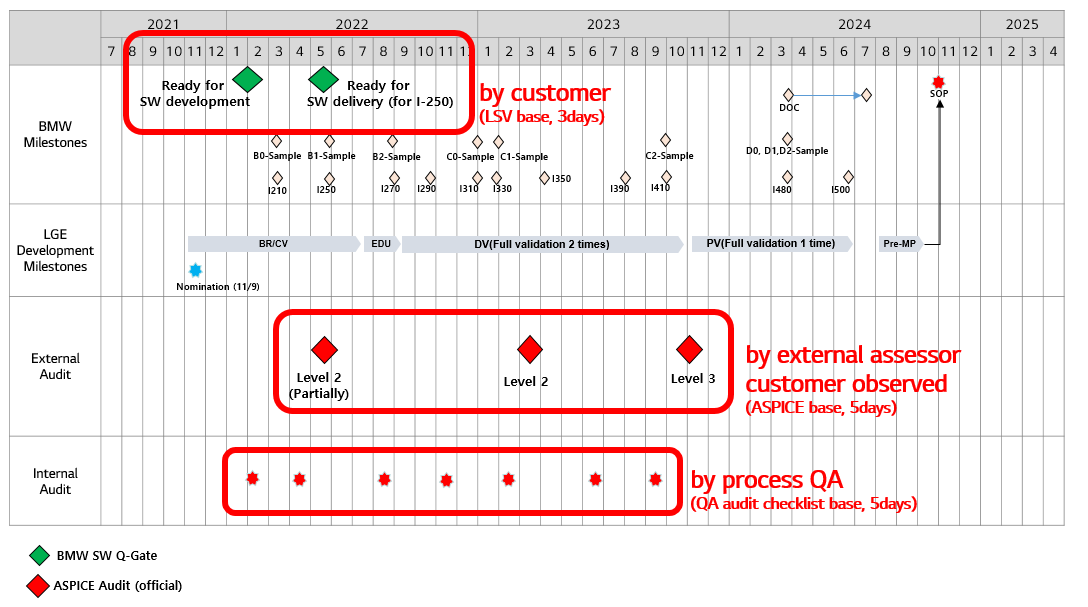 2021 2022 2023 2024 2025
7 8 9 10 11 12 1 2 3 4 5 6 7 8 9 10 11 12 1 2 3 4 5 6 7 8 9 10 11 12 1 2 3 4 5 6 7 8 9 10 11 12 1 2 3 4
BMW
Milestones
Ready for
SW development
Ready for
SW delivery (for I-250)
by customer
(LSV base, 3days)
DOC
SOP
B0-Sample
B1-Sample
B2-Sample
C0-Sample
C1-Sample
C2-Sample
D0, D1,D2-Sample
I210
I250
I270
I290
I310
I330
I350
I390
I410
I480
I500
LGE
Development
Milestones
BR/CV
EDU
DV(Full validation 2 times)
PV(Full validation 1 time)
Pre-MP
Nomination (11/9)
External
Audit
Level 2
(Partially)
Level 2
Level 3
by external assessor
customer observed
(ASPICE base, 5days)
Internal
Audit
by process QA
(QA audit checklist base, 5days)
BMW SW Q-Gate
ASPICE Audit (official)